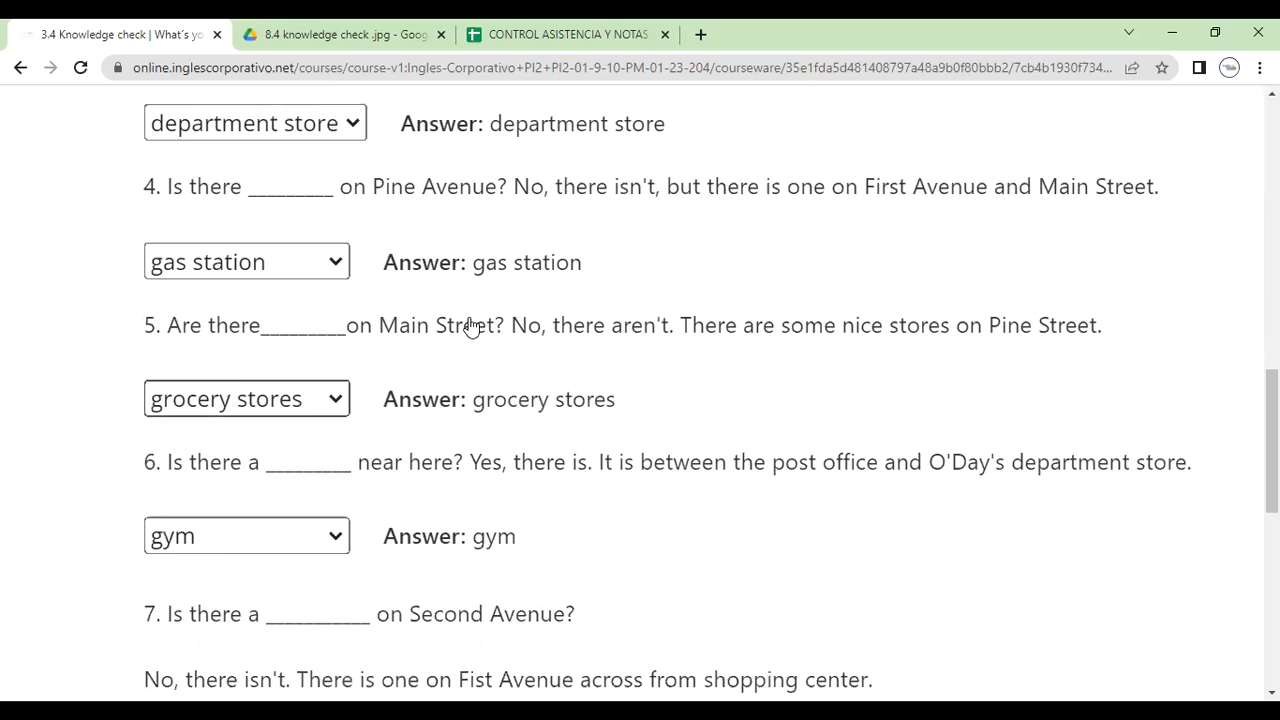 3.4 Knowledge check | What´s yo
8.4 knowledge check .jpg - Goog
CONTROL ASISTENCIA Y NOTAS
online.inglescorporativo.net/courses/course-v1:Ingles-Corporativo+PI2+PI2-01-9-10-PM-01-23-204/courseware/35e1fda5d481408797a48a9b0f80bbb2/7cb4b1930f734...
department store Answer: department store
4. Is there _________ on Pine Avenue? No, there isn't, but there is one on First Avenue and Main Street.
gas station Answer: gas station
5. Are there_________on Main Street? No, there aren't. There are some nice stores on Pine Street.
grocery stores Answer: grocery stores
6. Is there a _________ near here? Yes, there is. It is between the post office and O'Day's department store.
gym Answer: gym
7. Is there a ___________ on Second Avenue?
No, there isn't. There is one on Fist Avenue across from shopping center.